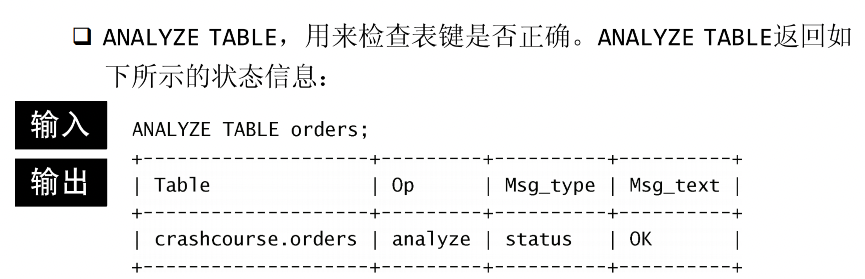 ❑ ANALYZE TABLE，用来检查表键是否正确。ANALYZE TABLE返回如
下所示的状态信息：
输入
ANALYZE TABLE orders;
输出
+--------------------+---------+----------+----------+
| Table              | Op      | Msg_type | Msg_text |
+--------------------+---------+----------+----------+
| crashcourse.orders | analyze | status   | OK       |
+--------------------+---------+----------+----------+